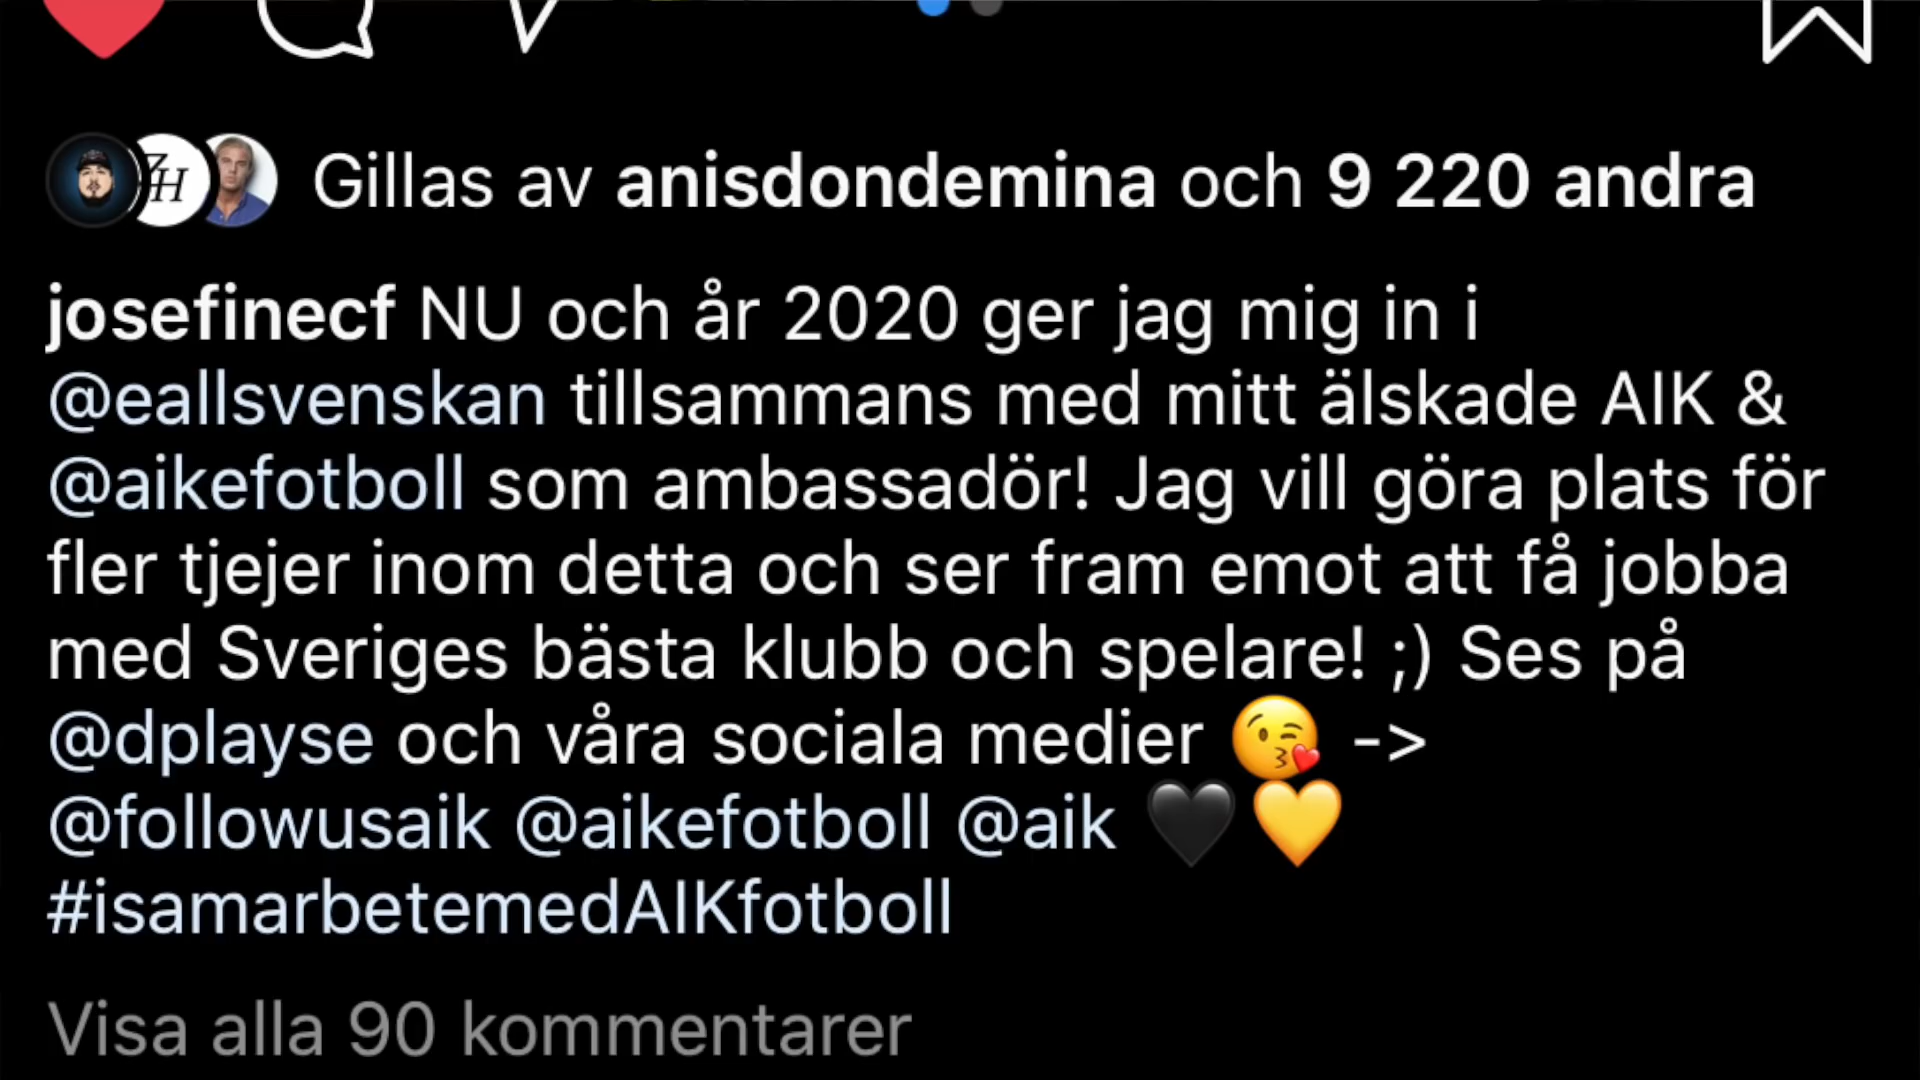 Gillas av anisdondemina och 9 220 andra
josefinecf NU och år 2020 ger jag mig in i
@eallsvenskan tillsammans med mitt älskade AIK &
@aikefotboll som ambassadör! Jag vill göra plats för
fler tjejer inom detta och ser fram emot att få jobba
med Sveriges bästa klubb och spelare! ;) Ses på
@dplayse och våra sociala medier 😘 ->
@followusaik @aikefotboll @aik 🖤💛
#isamarbetemedAIKfotboll
Visa alla 90 kommentarer